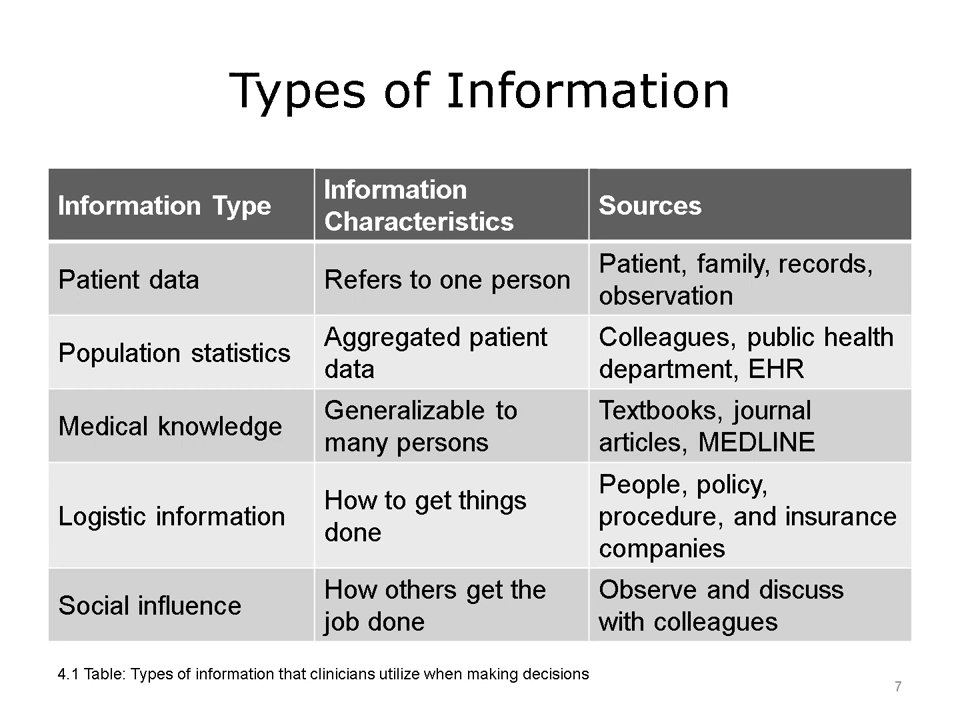 Types of Information
Information Type
Information
Characteristics
Sources
Patient data
Refers to one person
Patient, family, records,
observation
Population statistics
Aggregated patient
data
Colleagues, public health
department, EHR
Medical knowledge
Generalizable to
many persons
Textbooks, journal
articles, MEDLINE
Logistic information
How to get things
done
People, policy,
procedure, and insurance
companies
Social influence
How others get the
job done
Observe and discuss
with colleagues
4.1 Table: Types of information that clinicians utilize when making decisions
7